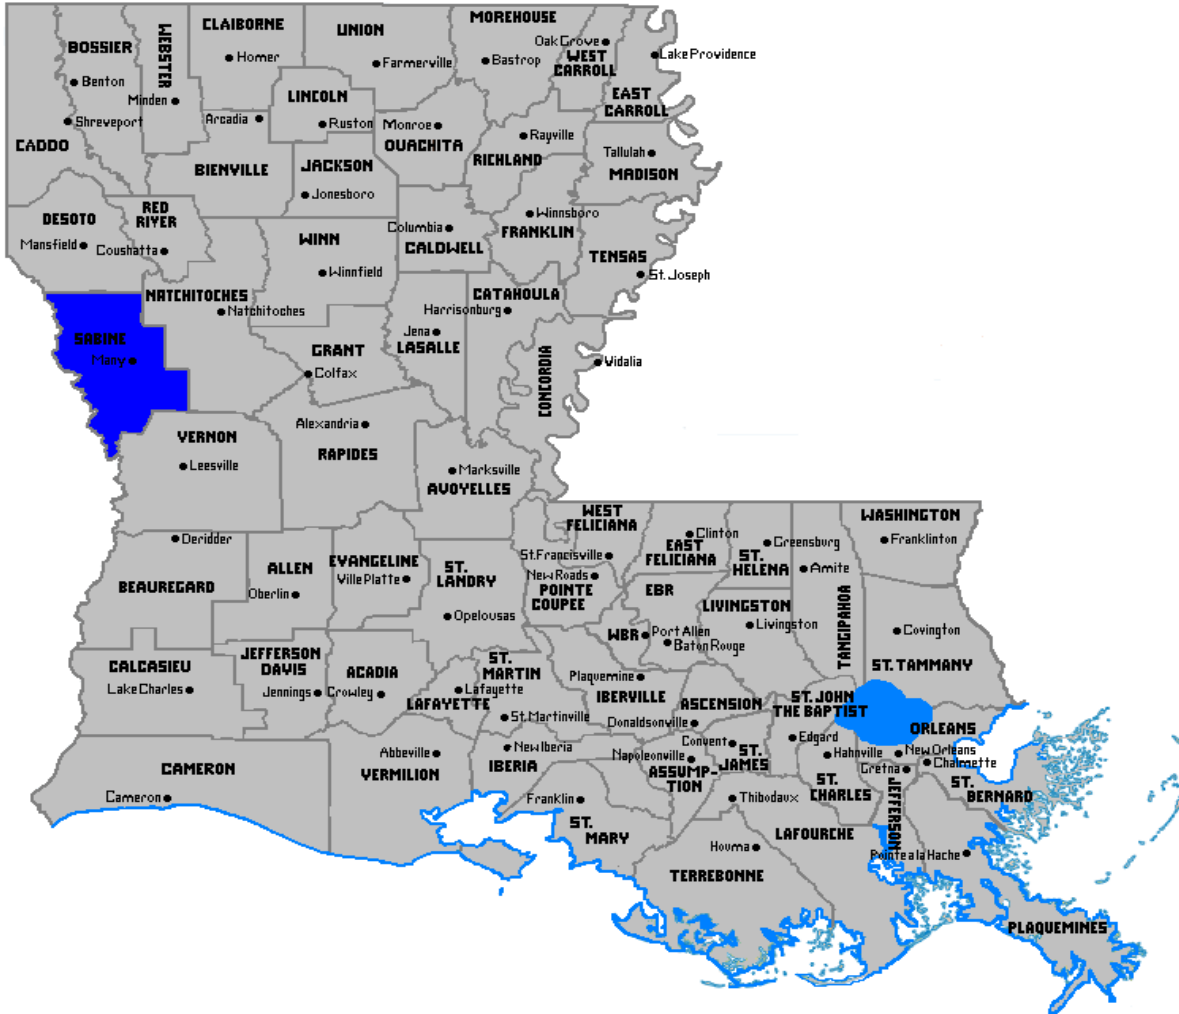 CLAIBORNE
UNION
MOREHOUSE
BOSSIER
WEBSTER
Homer
Farmerville
Bastrop
Oak Grove
WEST
CARROLL
Lake Providence
Benton
Minden
LINCOLN
EAST
CARROLL
Shreveport
Arcadia
Ruston
Monroe
OUACHITA
Rayville
CADDO
BIENVILLE
JACKSON
RICHLAND
Tallulah
MADISON
Jonesboro
DESOTO
RED
RIVER
Winnsboro
FRANKLIN
Mansfield
Coushatta
WINN
Columbia
CALDWELL
TENSAS
Winnfield
St. Joseph
NATCHITOCHES
Natchitoches
CATAHOULA
Harrisonburg
SABINE
Many
GRANT
Colfax
Jena
LASALLE
CONCORDIA
Vidalia
VERNON
Leesville
Alexandria
RAPIDES
Marksville
AVOYELLES
WEST
FELICIANA
St. Francisville
Clinton
EAST
FELICIANA
Greensburg
ST.
HELENA
WASHINGTON
Franklinton
Deridder
BEAUREGARD
ALLEN
Oberlin
EVANGELINE
Ville Platte
ST.
LANDRY
Opelousas
New Roads
POINTE
COUPEE
EBR
LIVINGSTON
Livingston
Amite
TANGIPAHOA
Covington
ST. TAMMANY
WBR
Port Allen
Baton Rouge
CALCASIEU
Lake Charles
JEFFERSON
DAVIS
Jennings
ACADIA
Crowley
LAFAYETTE
Lafayette
ST.
MARTIN
St. Martinville
Plaquemine
IBERVILLE
ASCENSION
Donaldsonville
ST. JOHN
THE BAPTIST
Edgard
ORLEANS
New Orleans
Chalmette
CAMERON
Cameron
Abbeville
VERMILION
New Iberia
IBERIA
Napoleonville
ASSUMP-
TION
Convent
ST.
JAMES
Hahnville
ST.
CHARLES
Gretna
JEFFERSON
ST.
BERNARD
Franklin
ST.
MARY
Thibodaux
LAFOURCHE
Houma
TERREBONNE
Pointe a la Hache
PLAQUEMINES